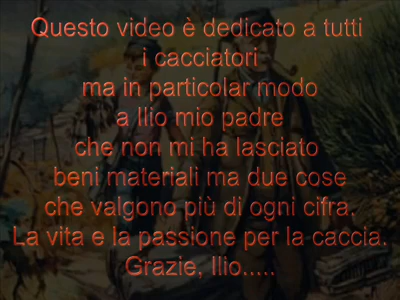 Questo video è dedicato a tutti
i cacciatori
ma in particolar modo
a Ilio mio padre
che non mi ha lasciato
beni materiali ma due cose
che valgono più di ogni cifra.
La vita e la passione per la caccia.
Grazie, Ilio.....